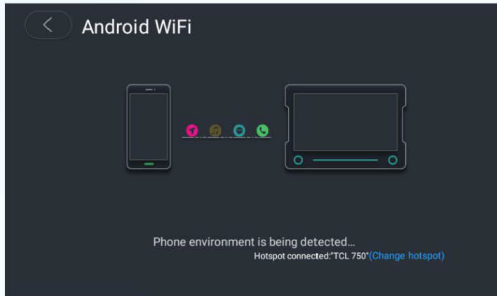 Android WiFi
Phone environment is being detected...
Hotspot connected:"TCL 750"(Change hotspot)